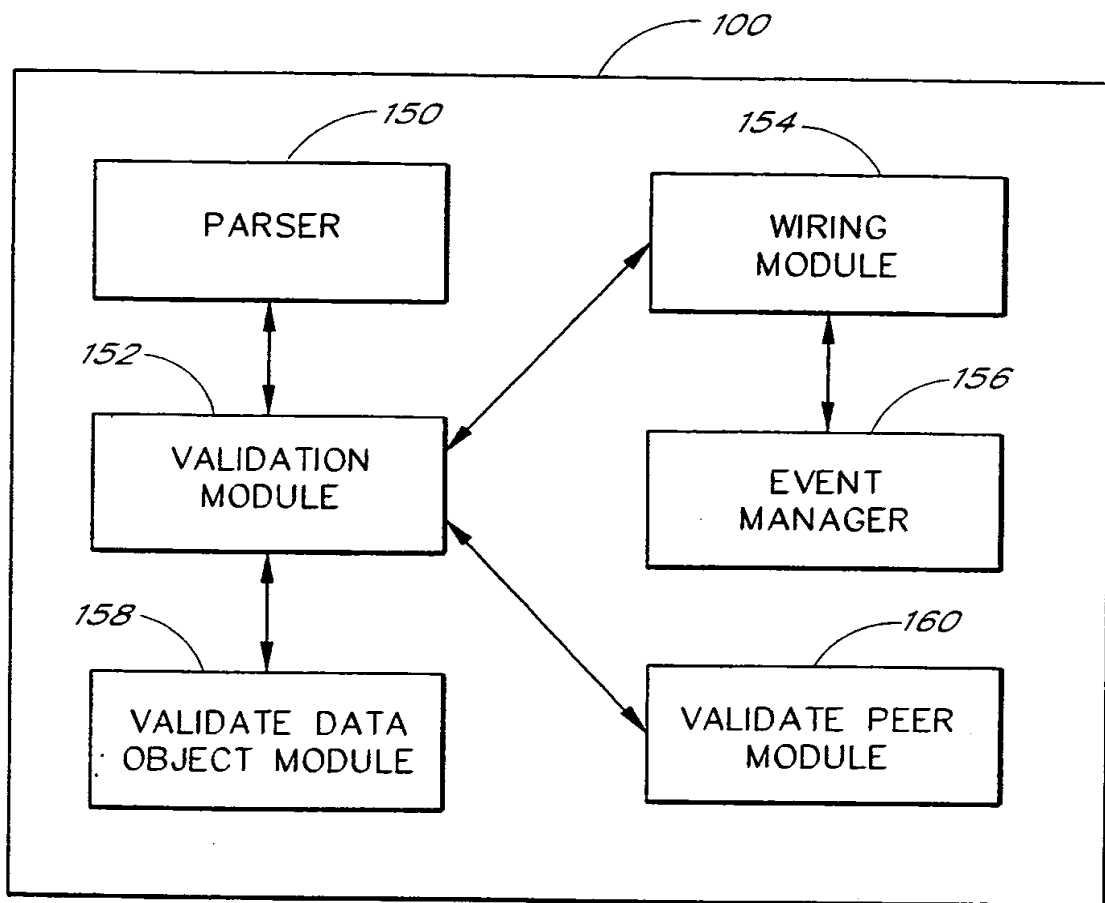 100
150
154
PARSER
WIRING
MODULE
152
156
VALIDATION
MODULE
EVENT
MANAGER
158
160
VALIDATE DATA
OBJECT MODULE
VALIDATE PEER
MODULE